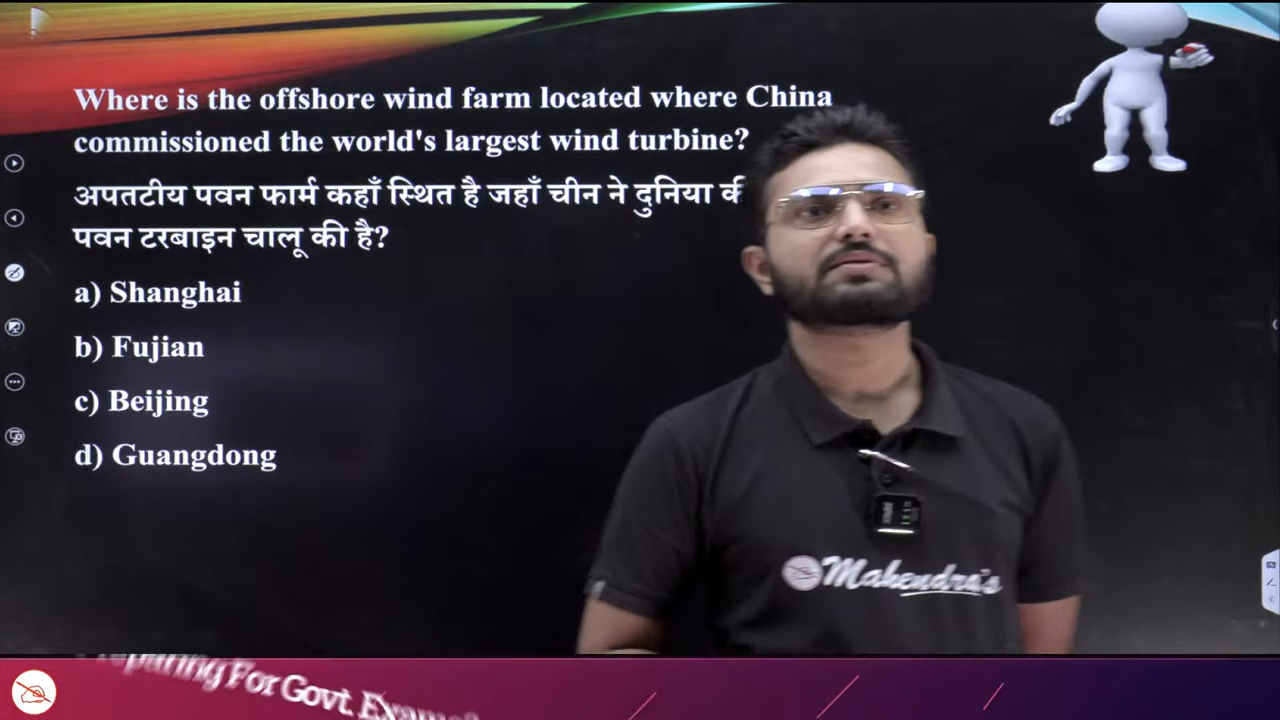 Where is the offshore wind farm located where China
commissioned the world's largest wind turbine?
अपतटीय पवन फार्म कहाँ स्थित है जहाँ चीन ने दुनिया
पवन टरबाइन चालू की है?
a) Shanghai
b) Fujian
c) Beijing
d) Guangdong
Mahendra's
Preparing For Govt. Exams